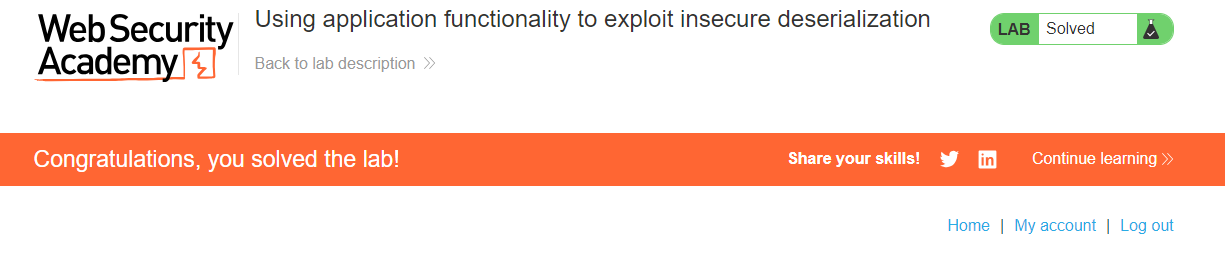 Web Security
Academy
Using application functionality to exploit insecure deserialization
Back to lab description
LAB Solved
Congratulations, you solved the lab!
Share your skills! Continue learning
Home | My account | Log out